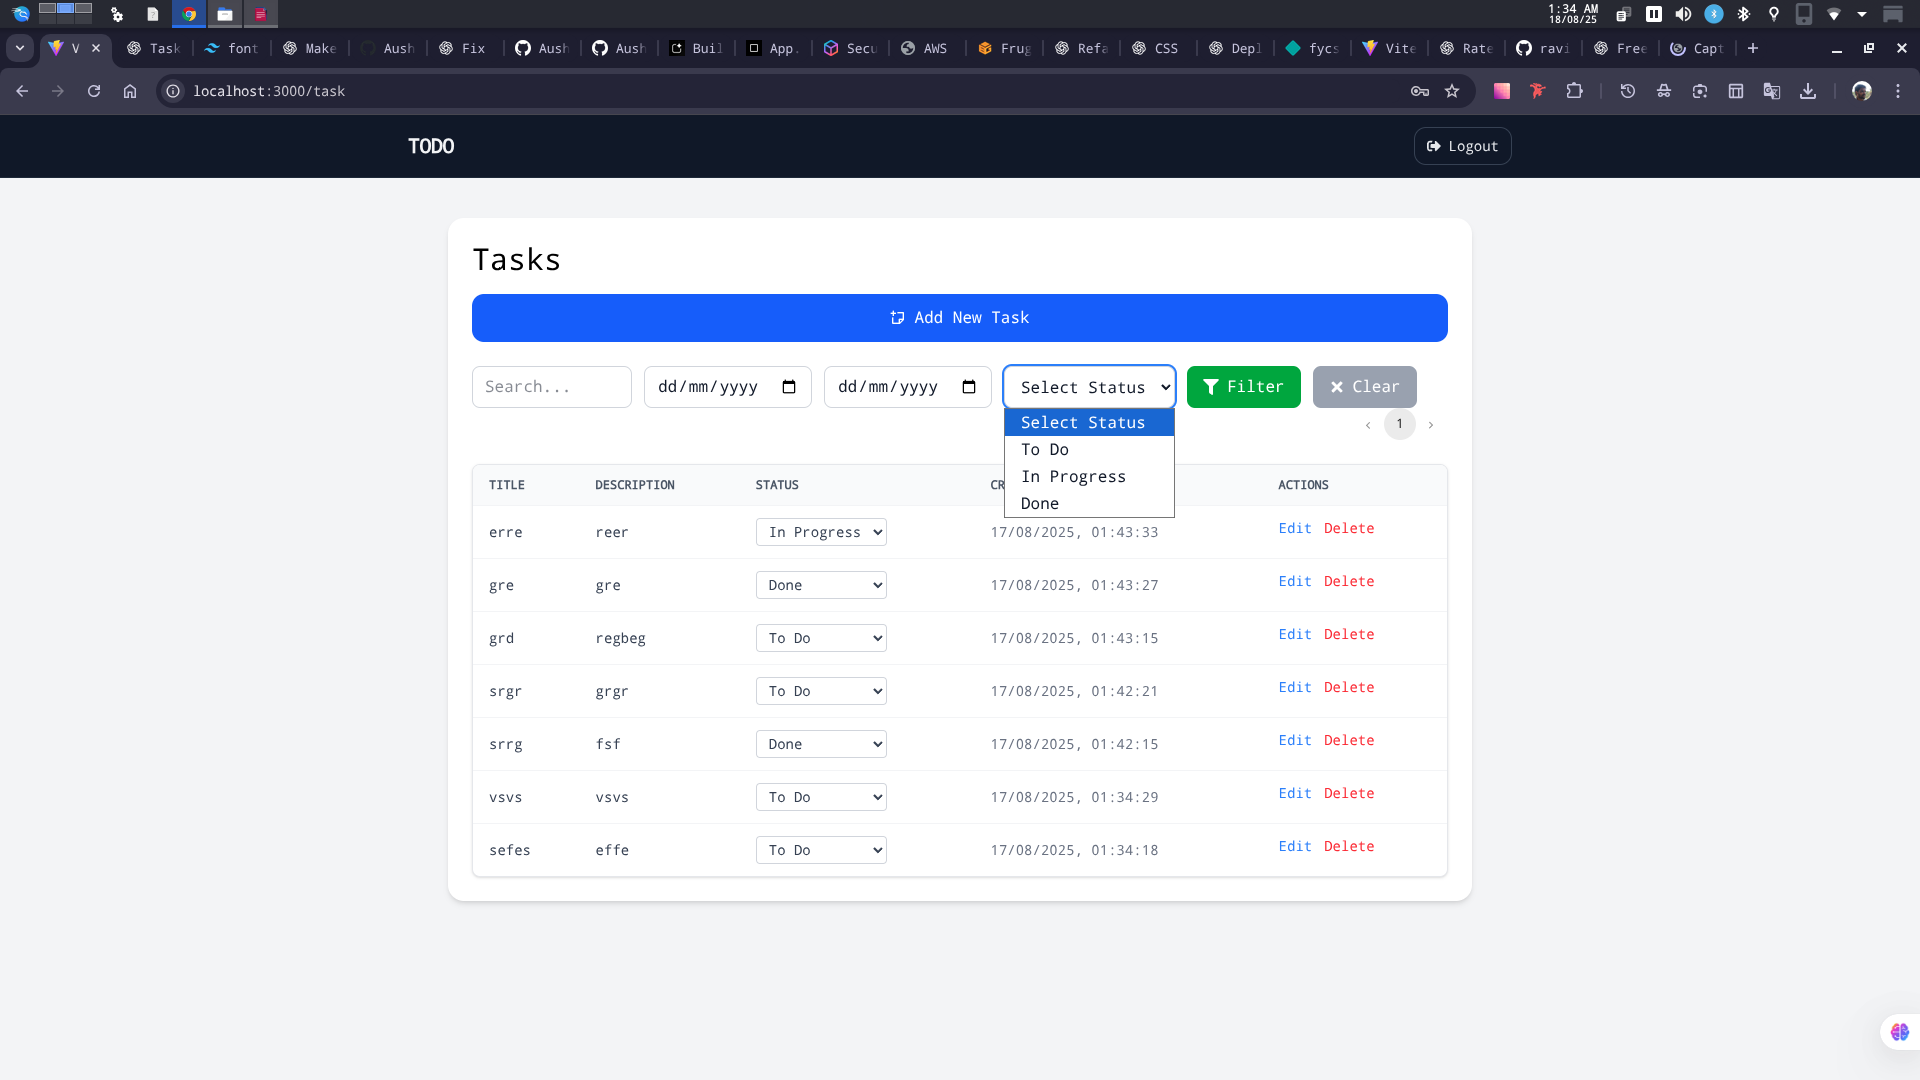 1:34 AM
18/08/25
V
Task
font
Make
Aush
Fix
Aush
Aush
Buil
App.
Secu
AWS
Frug
Refa
CSS
Depl
fycs
Vite
Rate
ravi
Free
Capt
localhost:3000/task
TODO
Logout
Tasks
Add New Task
Search... dd/mm/yyyy dd/mm/yyyy Select Status Filter Clear
Select Status
To Do
In Progress
Done
‹ 1 ›
TITLE DESCRIPTION STATUS CR ACTIONS
erre reer In Progress 17/08/2025, 01:43:33 Edit Delete
gre gre Done 17/08/2025, 01:43:27 Edit Delete
grd regbeg To Do 17/08/2025, 01:43:15 Edit Delete
srgr grgr To Do 17/08/2025, 01:42:21 Edit Delete
srrg fsf Done 17/08/2025, 01:42:15 Edit Delete
vsvs vsvs To Do 17/08/2025, 01:34:29 Edit Delete
sefes effe To Do 17/08/2025, 01:34:18 Edit Delete